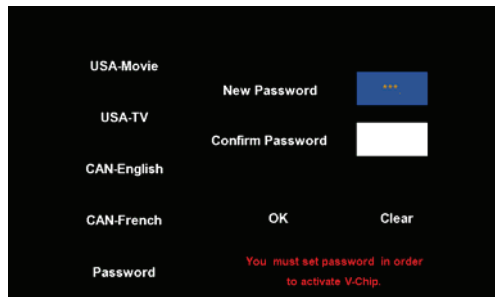 USA-Movie
New Password ***
USA-TV
Confirm Password
CAN-English
CAN-French
OK
Clear
Password
You must set password in order
to activate V-Chip.